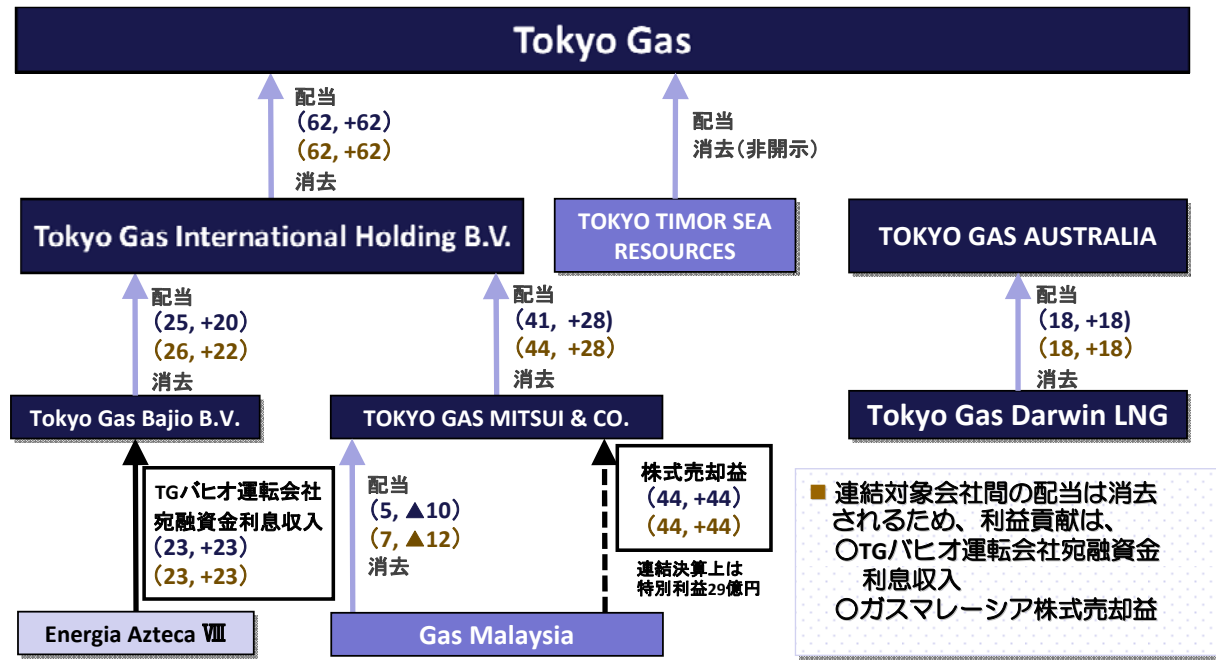 Tokyo Gas
配当
（62, +62）
（62, +62）
消去
配当
消去（非開示）
Tokyo Gas International Holding B.V.
TOKYO TIMOR SEA
RESOURCES
TOKYO GAS AUSTRALIA
配当
（25, +20）
（26, +22）
消去
配当
（41, +28）
（44, +28）
消去
配当
（18, +18）
（18, +18）
消去
Tokyo Gas Bajio B.V.
TOKYO GAS MITSUI & CO.
Tokyo Gas Darwin LNG
TGバヒオ運転会社
宛融資金利息収入
（23, +23）
（23, +23）
配当
（5, ▲10）
（7, ▲12）
消去
株式売却益
（44, +44）
（44, +44）
連結決算上は
特別利益29億円
Energia Azteca Ⅷ
Gas Malaysia
■ 連結対象会社間の配当は消去
されるため、利益貢献は、
○TGバヒオ運転会社宛融資金
利息収入
○ガスマレーシア株式売却益